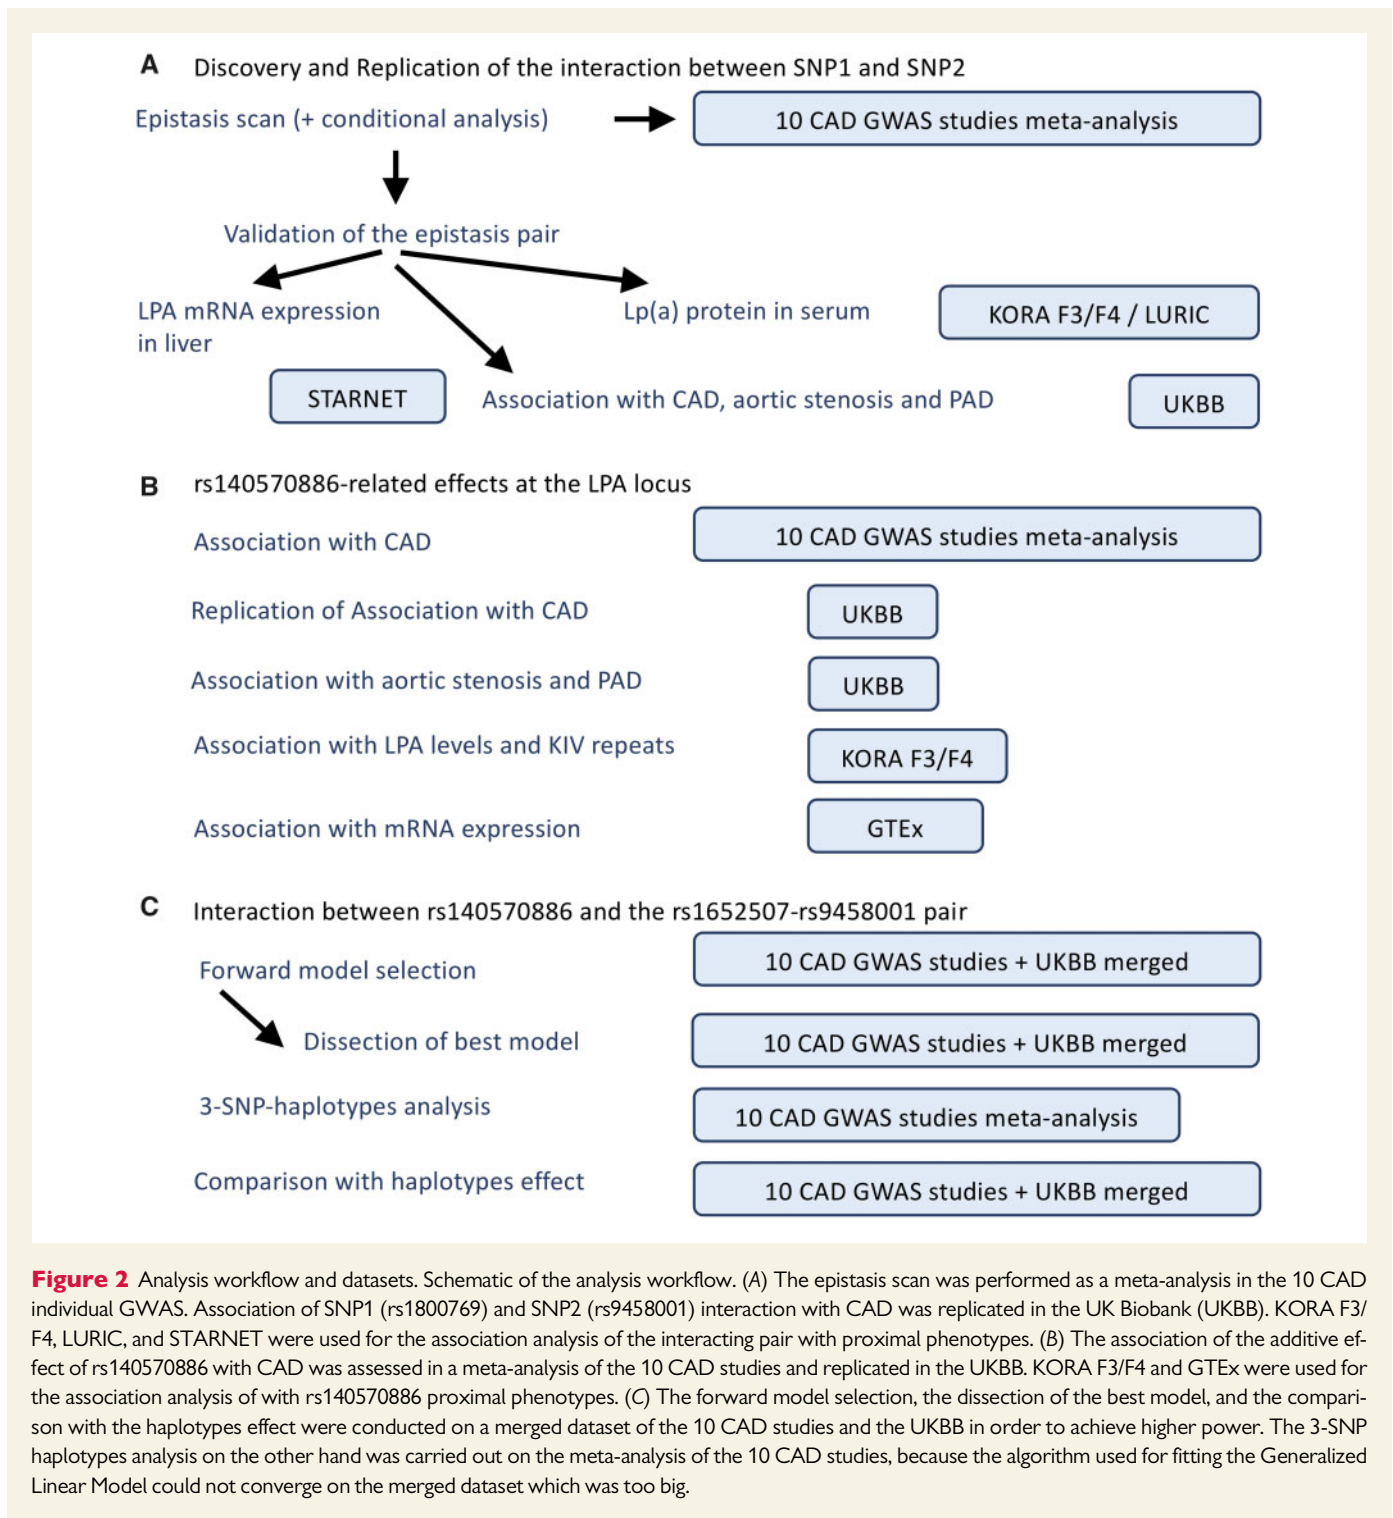 A Discovery and Replication of the interaction between SNP1 and SNP2
Epistasis scan (+ conditional analysis)
10 CAD GWAS studies meta-analysis
Validation of the epistasis pair
LPA mRNA expression
in liver
Lp(a) protein in serum
KORA F3/F4 / LURIC
STARNET
Association with CAD, aortic stenosis and PAD
UKBB
B rs140570886-related effects at the LPA locus
Association with CAD
10 CAD GWAS studies meta-analysis
Replication of Association with CAD
UKBB
Association with aortic stenosis and PAD
UKBB
Association with LPA levels and KIV repeats
KORA F3/F4
Association with mRNA expression
GTEx
C Interaction between rs140570886 and the rs1652507-rs9458001 pair
Forward model selection
10 CAD GWAS studies + UKBB merged
Dissection of best model
10 CAD GWAS studies + UKBB merged
3-SNP-haplotypes analysis
10 CAD GWAS studies meta-analysis
Comparison with haplotypes effect
10 CAD GWAS studies + UKBB merged
Figure 2 Analysis workflow and datasets. Schematic of the analysis workflow. (A) The epistasis scan was performed as a meta-analysis in the 10 CAD
individual GWAS. Association of SNP1 (rs1800769) and SNP2 (rs9458001) interaction with CAD was replicated in the UK Biobank (UKBB). KORA F3/
F4, LURIC, and STARNET were used for the association analysis of the interacting pair with proximal phenotypes. (B) The association of the additive ef-
fect of rs140570886 with CAD was assessed in a meta-analysis of the 10 CAD studies and replicated in the UKBB. KORA F3/F4 and GTEx were used for
the association analysis of with rs140570886 proximal phenotypes. (C) The forward model selection, the dissection of the best model, and the compari-
son with the haplotypes effect were conducted on a merged dataset of the 10 CAD studies and the UKBB in order to achieve higher power. The 3-SNP
haplotypes analysis on the other hand was carried out on the meta-analysis of the 10 CAD studies, because the algorithm used for fitting the Generalized
Linear Model could not converge on the merged dataset which was too big.